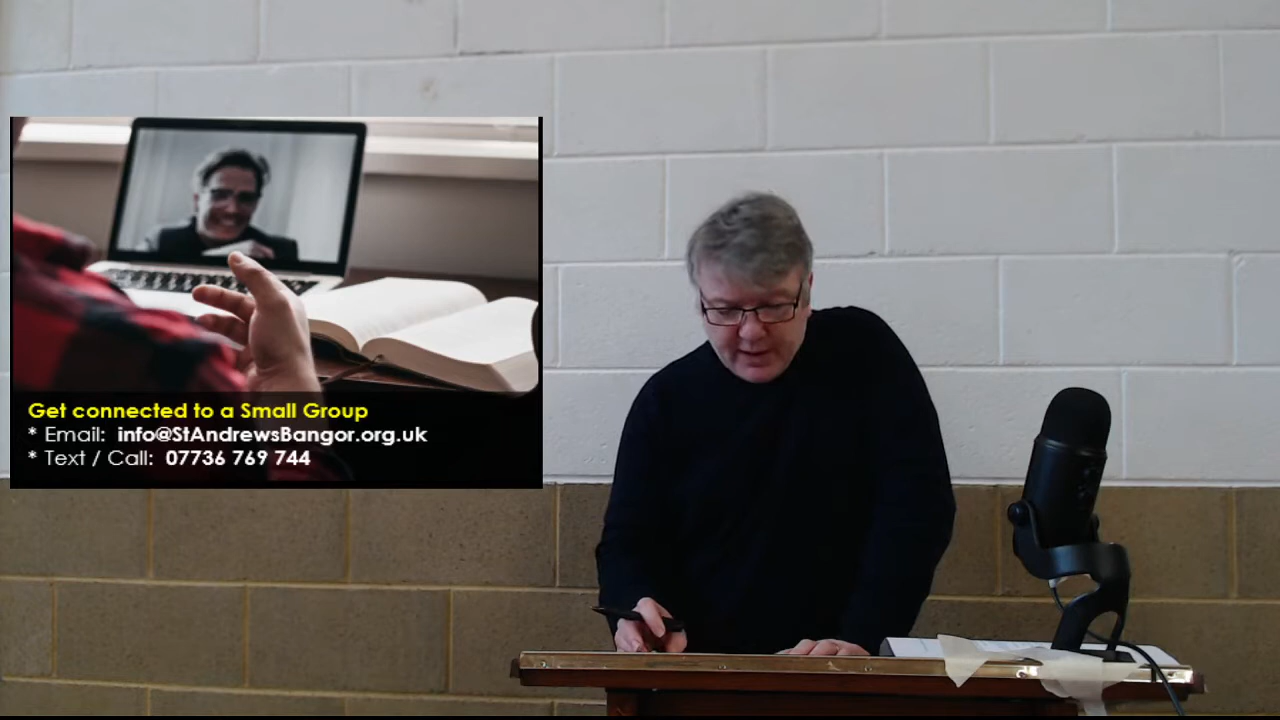 Get connected to a Small Group
* Email: info@StAndrewsBangor.org.uk
* Text / Call: 07736 769 744